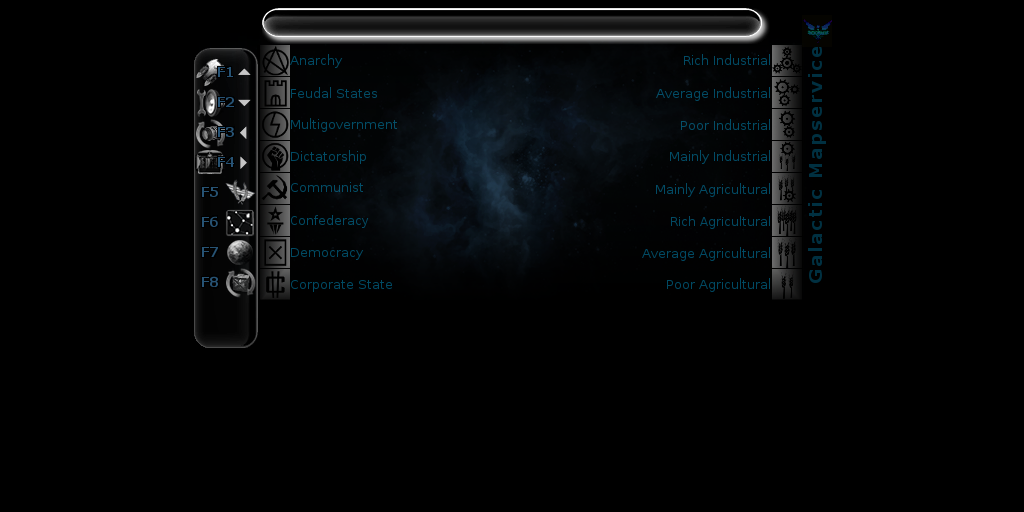 F1
F2
F3
F4
F5
F6
F7
F8
Anarchy
Feudal States
Multigovernment
Dictatorship
Communist
Confederacy
Democracy
Corporate State
Rich Industrial
Average Industrial
Poor Industrial
Mainly Industrial
Mainly Agricultural
Rich Agricultural
Average Agricultural
Poor Agricultural
Galactic Mapservice